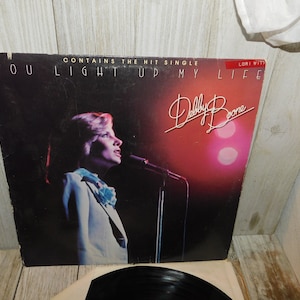 CONTAINS THE HIT SINGLE
OU LIGHT UP MY LIFE
Debby
Boone